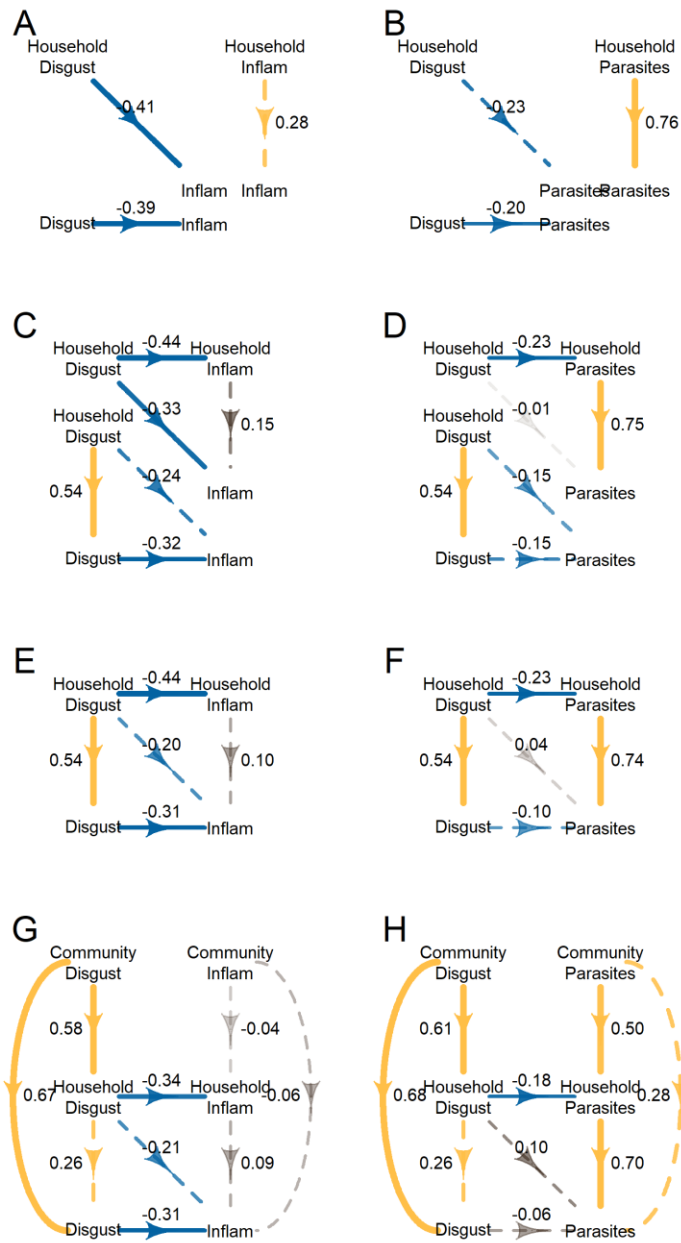 A
B
Household
Disgust
Household
Inflam
Household
Disgust
Household
Parasites
-0.41
0.28
-0.23
0.76
Inflam
Inflam
Parasites
Parasites
-0.39
-0.20
Disgust
Inflam
Disgust
Parasites
C
D
-0.44
-0.23
Household
Disgust
Household
Inflam
Household
Disgust
Household
Parasites
Household
Disgust
-0.33
0.15
Household
Disgust
-0.01
0.75
0.54
-0.24
Inflam
0.54
-0.15
Parasites
-0.32
-0.15
Disgust
Inflam
Disgust
Parasites
E
F
-0.44
-0.23
Household
Disgust
Household
Inflam
Household
Disgust
Household
Parasites
0.54
-0.20
0.10
0.54
0.04
0.74
-0.31
-0.10
Disgust
Inflam
Disgust
Parasites
G
H
Community
Disgust
Community
Inflam
Community
Disgust
Community
Parasites
0.58
-0.04
0.61
0.50
0.67
Household
Disgust
-0.34
Household
Inflam
-0.06
0.68
Household
Disgust
-0.18
Household
Parasites
0.28
0.26
-0.21
0.09
0.26
0.10
0.70
-0.31
-0.06
Disgust
Inflam
Disgust
Parasites